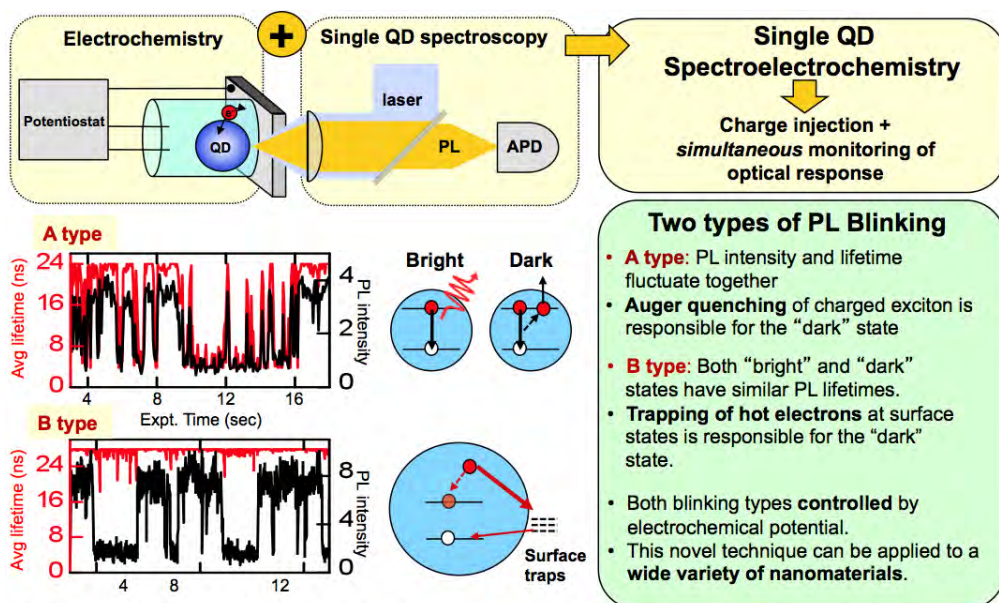 Electrochemistry
+
Single QD spectroscopy
Potentiostat
e-
QD
laser
PL
APD
Single QD
Spectroelectrochemistry
Charge injection +
simultaneous monitoring of
optical response
A type
Avg lifetime (ns)
24
16
8
0
4
2
0
PL intensity
4
8
12
16
Expt. Time (sec)
Bright
Dark
B type
Avg lifetime (ns)
24
16
8
0
8
4
0
PL intensity
4
8
12
Surface
traps
Two types of PL Blinking
• A type: PL intensity and lifetime
fluctuate together
• Auger quenching of charged exciton is
responsible for the “dark” state
• B type: Both “bright” and “dark”
states have similar PL lifetimes.
• Trapping of hot electrons at surface
states is responsible for the “dark”
state.
• Both blinking types controlled by
electrochemical potential.
• This novel technique can be applied to a
wide variety of nanomaterials.